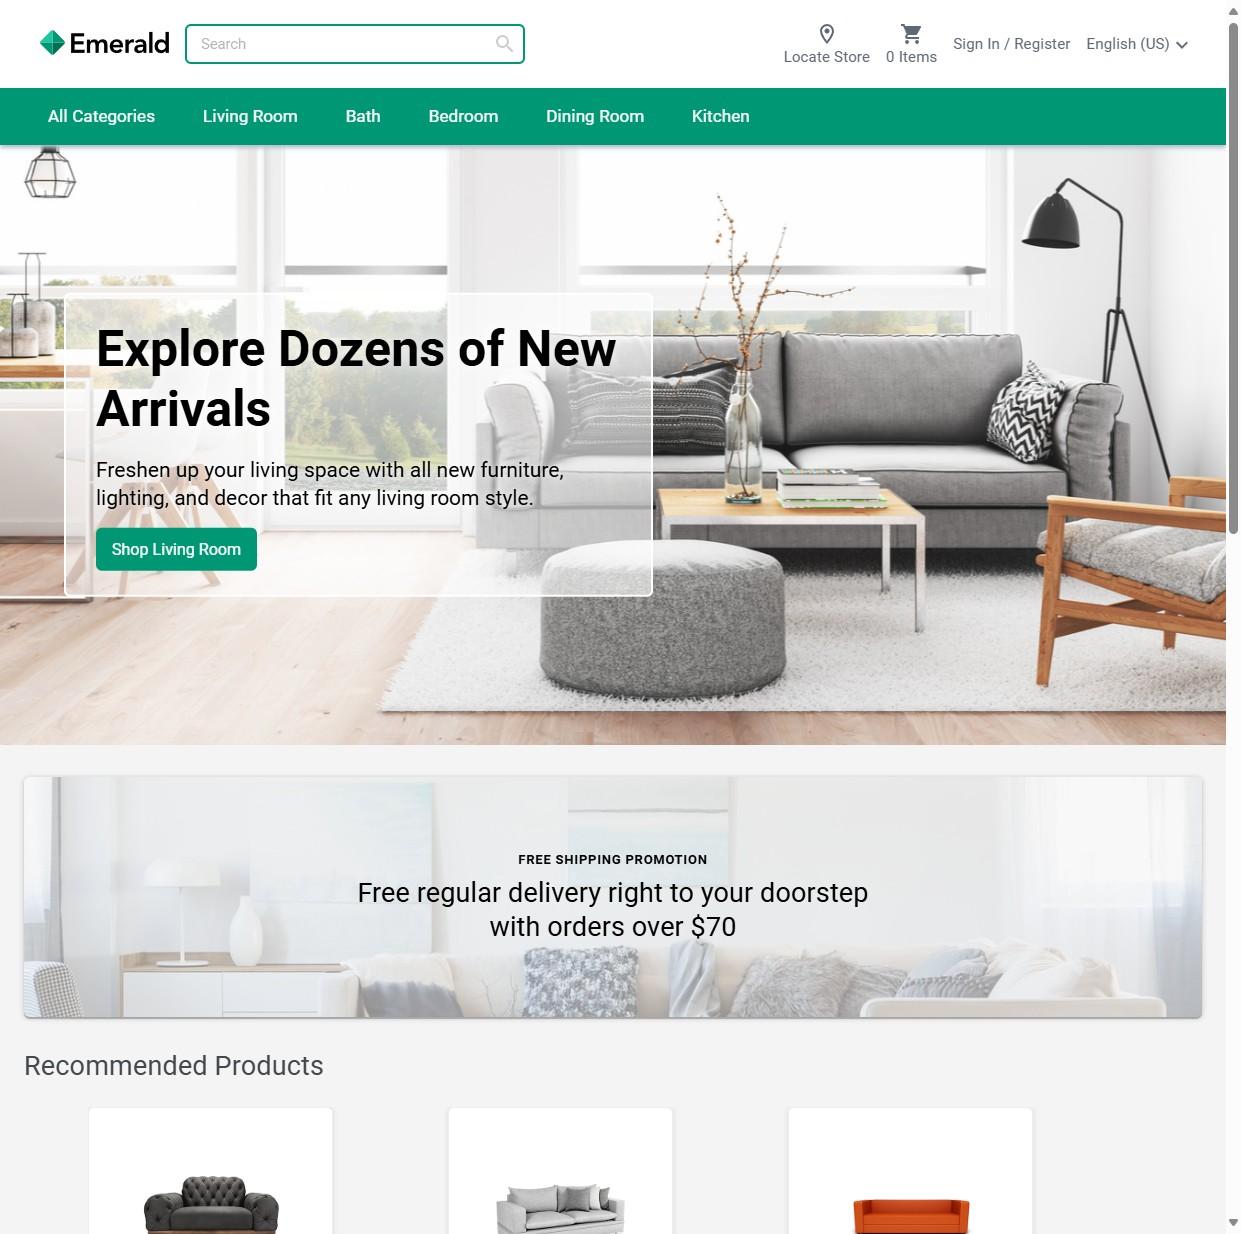 Emerald
Search
Locate Store
0 Items
Sign In / Register
English (US)
All Categories
Living Room
Bath
Bedroom
Dining Room
Kitchen
Explore Dozens of New
Arrivals
Freshen up your living space with all new furniture,
lighting, and decor that fit any living room style.
Shop Living Room
FREE SHIPPING PROMOTION
Free regular delivery right to your doorstep
with orders over $70
Recommended Products